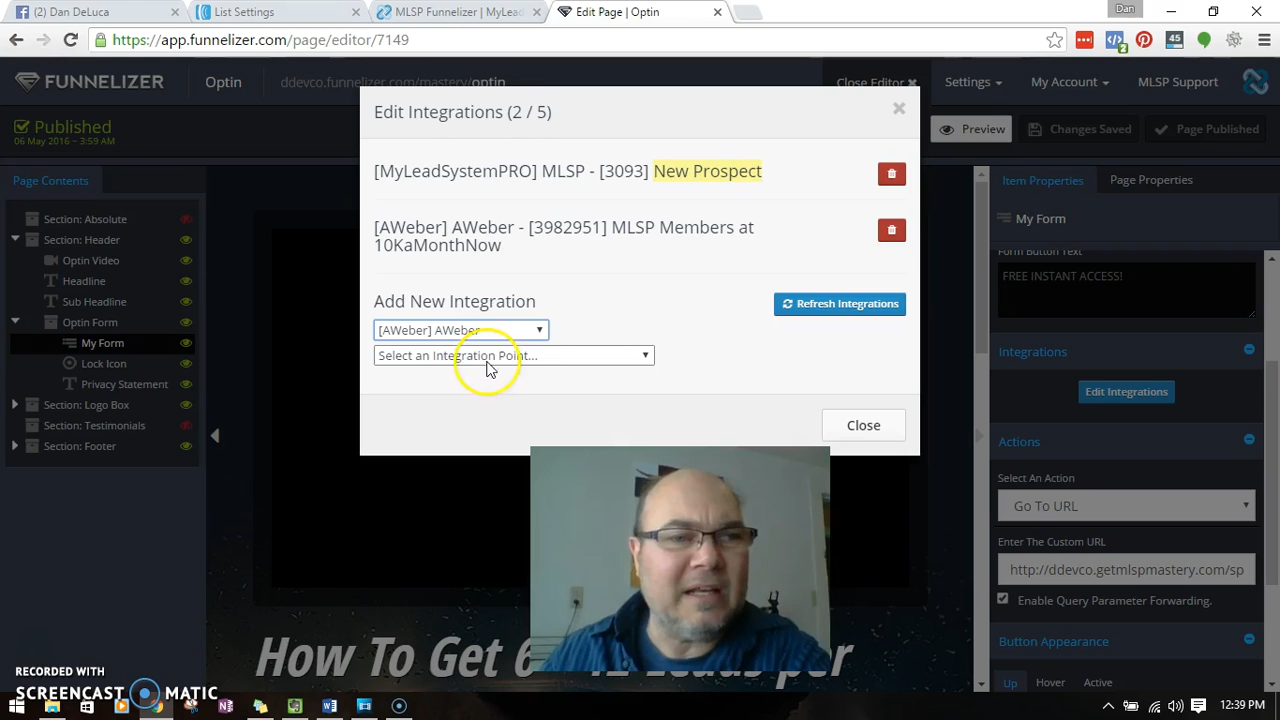 (2) Dan DeLuca
List Settings
MLSP Funnelizer | MyLead
Edit Page | Optin
Dan
https://app.funnelizer.com/page/editor/7149
45
2
FUNNELIZER
Optin
ddevco.funnelizer.com/mastery/optin
Close Editor
Settings
My Account
MLSP Support
Published
06 May 2016 ~ 3:59 AM
Preview
Changes Saved
Page Published
Page Contents
Section: Absolute
Section: Header
Optin Video
Headline
Sub Headline
Optin Form
My Form
Lock Icon
Privacy Statement
Section: Logo Box
Section: Testimonials
Section: Footer
Edit Integrations (2 / 5)
[MyLeadSystemPRO] MLSP - [3093] New Prospect
[AWeber] AWeber - [3982951] MLSP Members at
10KaMonthNow
Add New Integration
Refresh Integrations
[AWeber] AWeber
Select an Integration Point...
Close
Item Properties
Page Properties
My Form
Form Button Text
FREE INSTANT ACCESS!
Integrations
Edit Integrations
Actions
Select An Action
Go To URL
Enter The Custom URL
http://ddevco.getmlspmastery.com/sp
Enable Query Parameter Forwarding.
Button Appearance
Up
Hover
Active
How To Get 6
Leads per
RECORDED WITH
SCREENCAST MATIC
12:39 PM